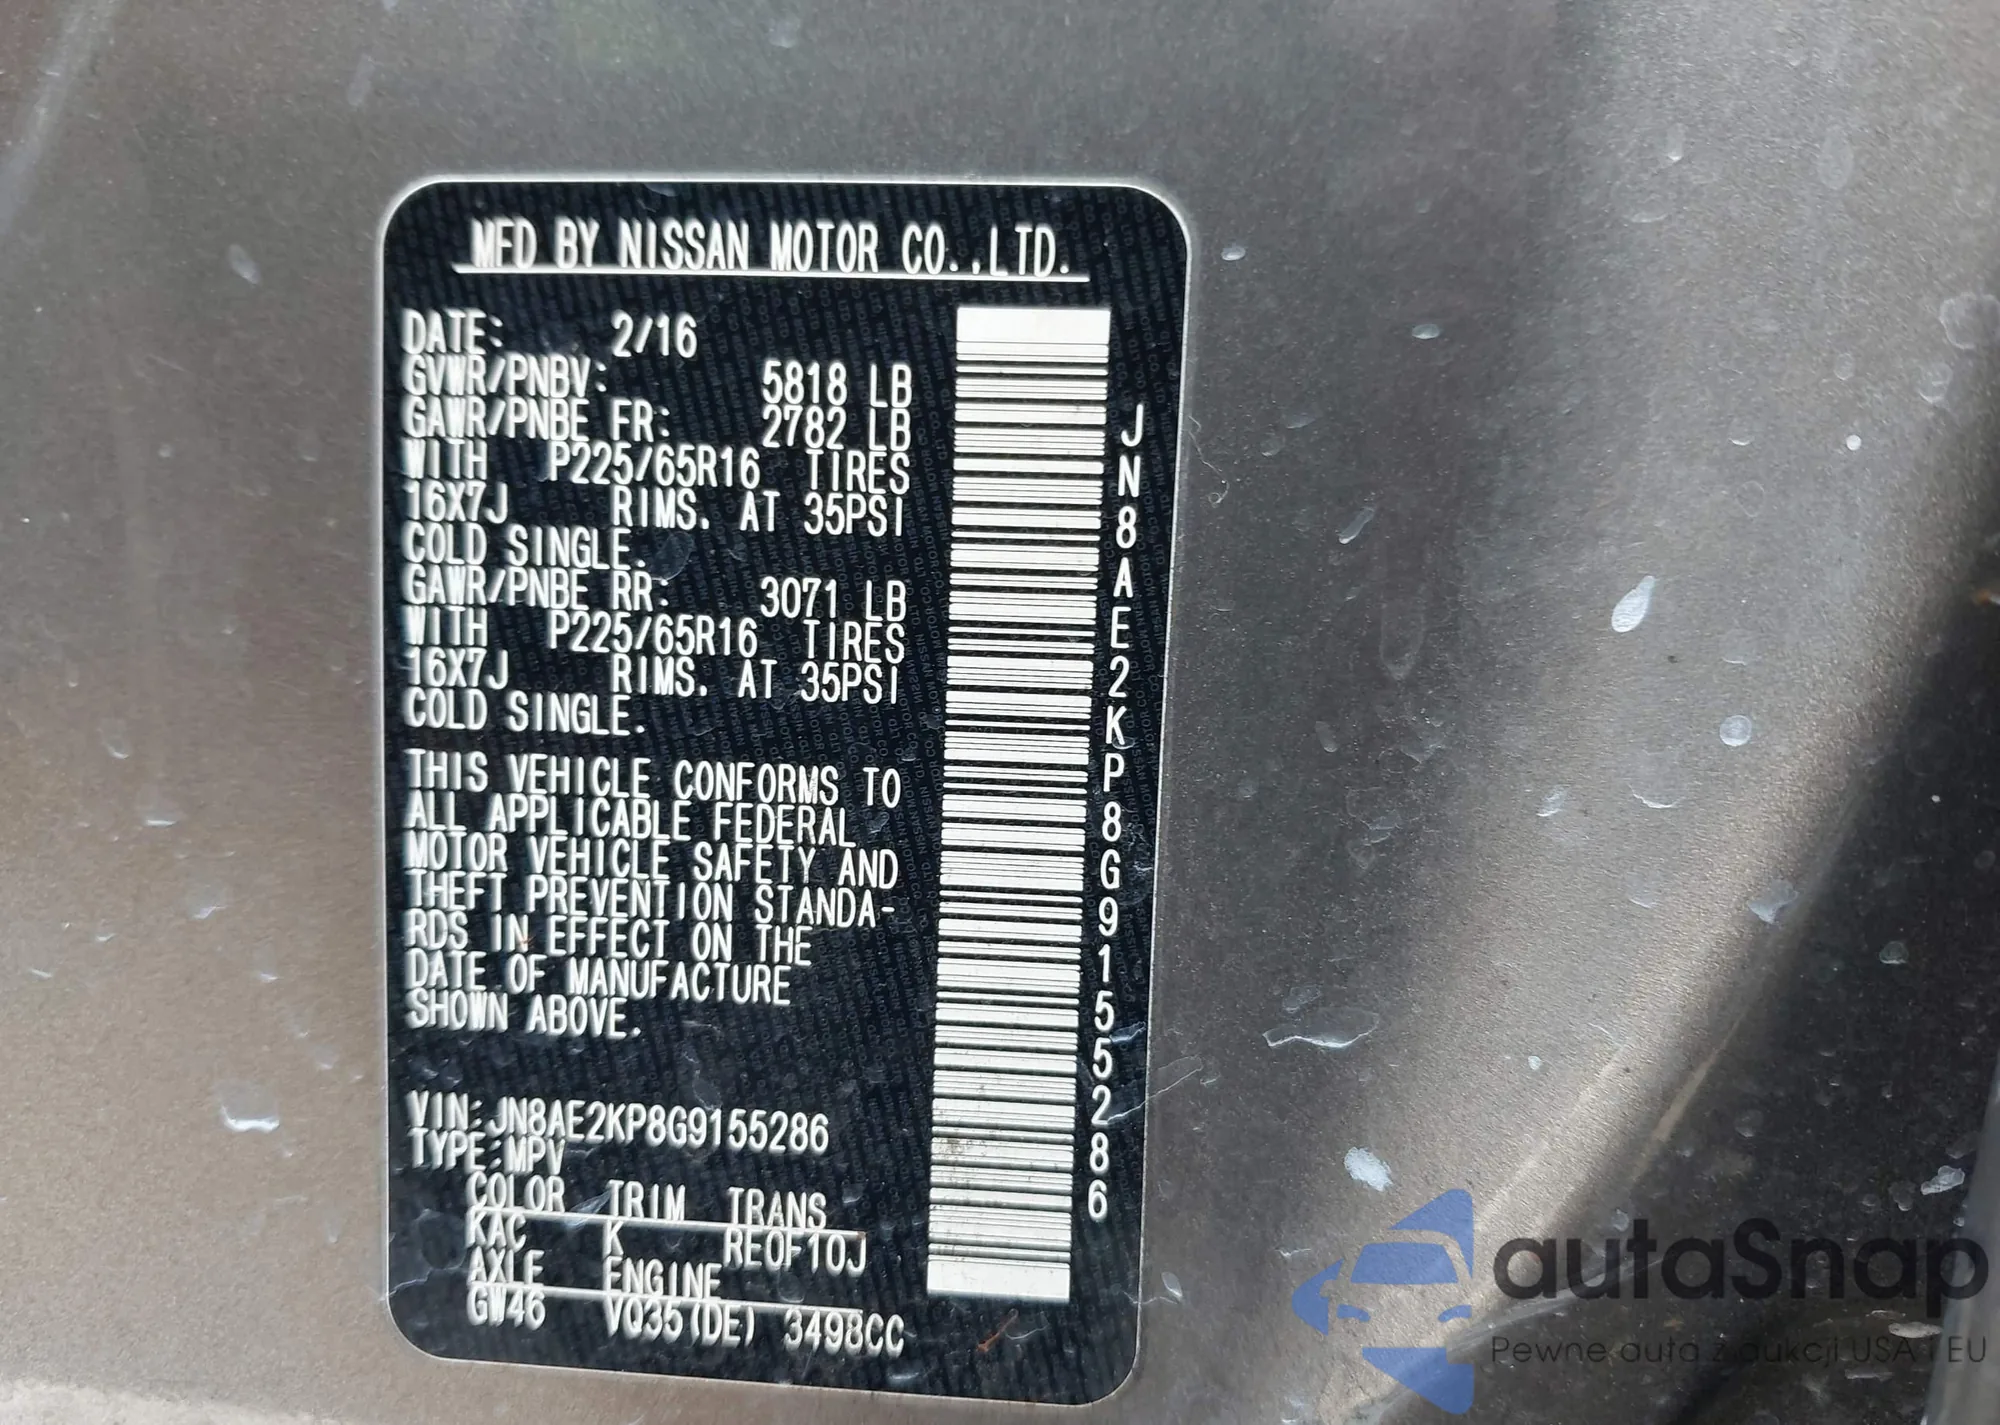 MFD BY NISSAN MOTOR CO.,LTD.
DATE: 2/16
GVWR/PNBV: 5818 LB
GAWR/PNBE FR: 2782 LB
WITH P225/65R16 TIRES
16X7J RIMS. AT 35PSI
COLD SINGLE.
GAWR/PNBE RR: 3071 LB
WITH P225/65R16 TIRES
16X7J RIMS. AT 35PSI
COLD SINGLE.
THIS VEHICLE CONFORMS TO
ALL APPLICABLE FEDERAL
MOTOR VEHICLE SAFETY AND
THEFT PREVENTION STANDA-
RDS IN EFFECT ON THE
DATE OF MANUFACTURE
SHOWN ABOVE.
VIN:JN8AE2KP8G9155286
TYPE:MPV
COLOR TRIM TRANS
KAC K RE0F10J
AXLE ENGINE
GW46 VQ35(DE) 3498CC
JN8AE2KP8G9155286
autaSnap
Pewne auta z aukcji USA i EU